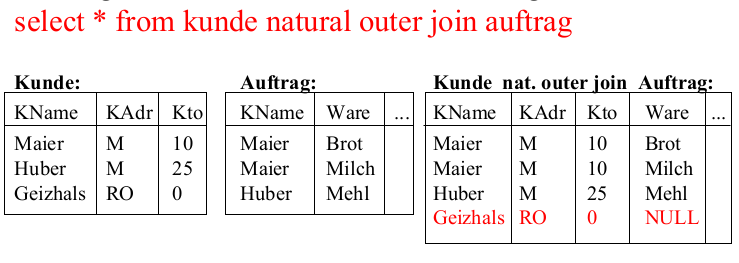 select * from kunde natural outer join auftrag
Kunde:
KName KAdr Kto
Maier M 10
Huber M 25
Geizhals RO 0
Auftrag:
KName Ware ...
Maier Brot
Maier Milch
Huber Mehl
Kunde nat. outer join Auftrag:
KName KAdr Kto Ware ...
Maier M 10 Brot
Maier M 10 Milch
Huber M 25 Mehl
Geizhals RO 0 NULL